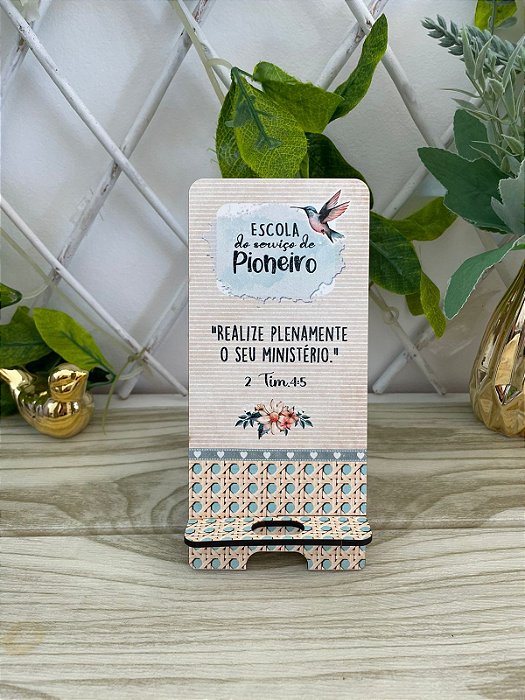 ESCOLA
do serviço de
Pioneiro
"REALIZE PLENAMENTE
O SEU MINISTÉRIO."
2 Tim.4:5